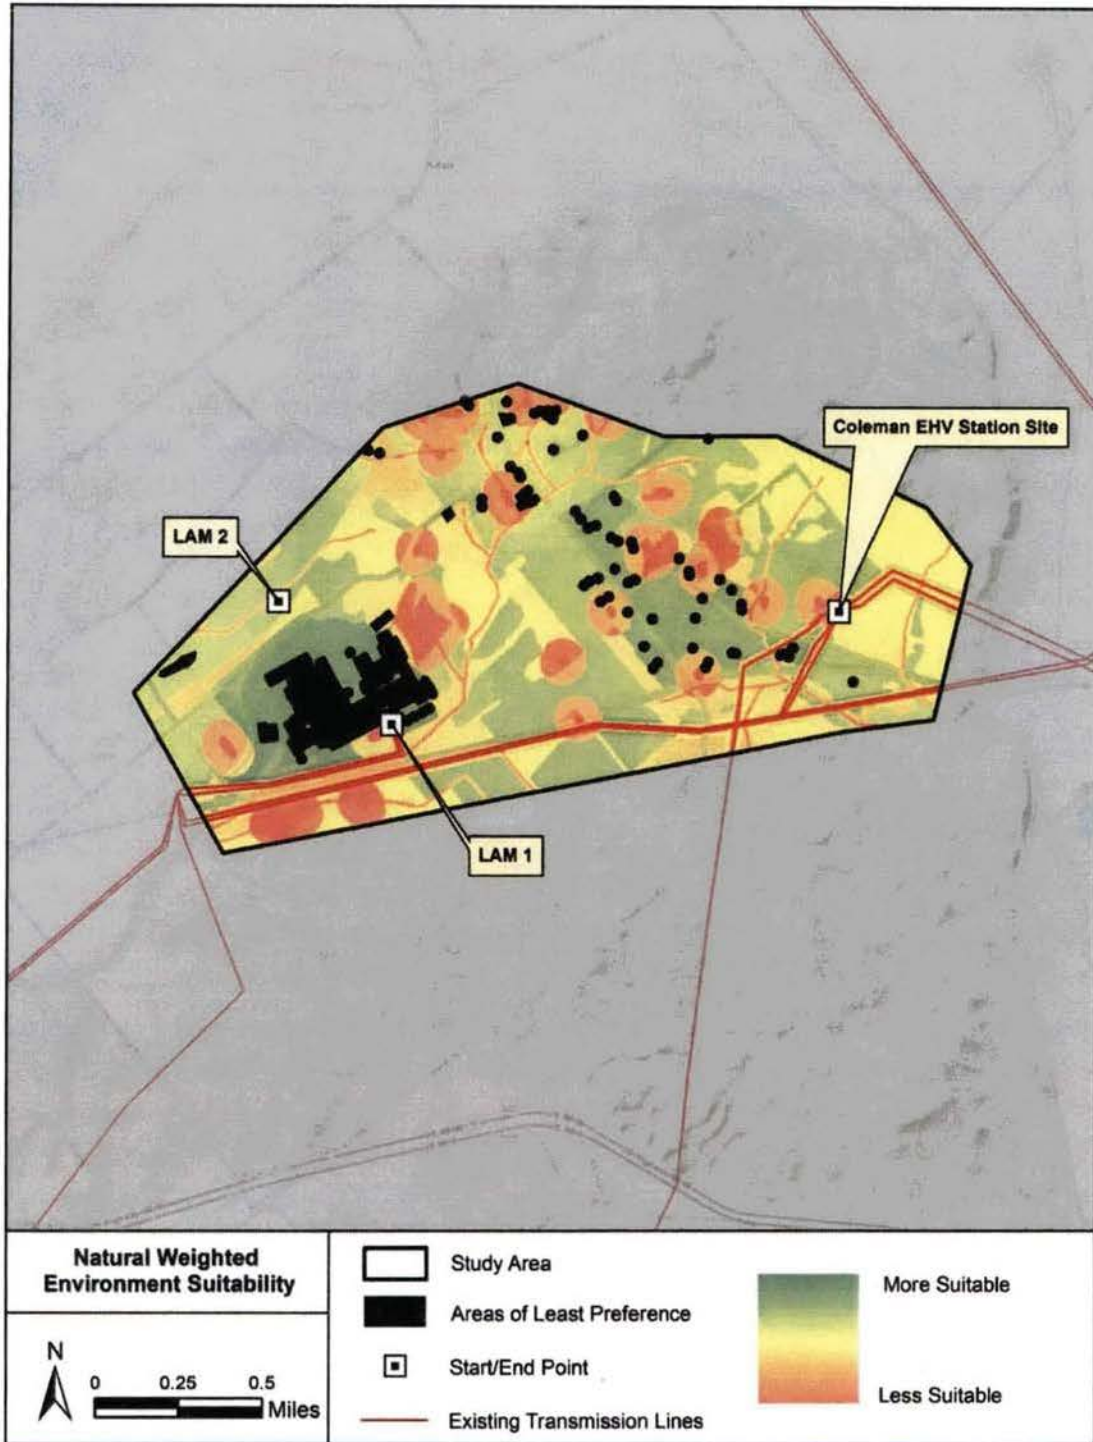 Coleman EHV Station Site
LAM 2
LAM 1
Natural Weighted
Environment Suitability
N
0 0.25 0.5
Miles
Study Area
Areas of Least Preference
Start/End Point
Existing Transmission Lines
More Suitable
Less Suitable